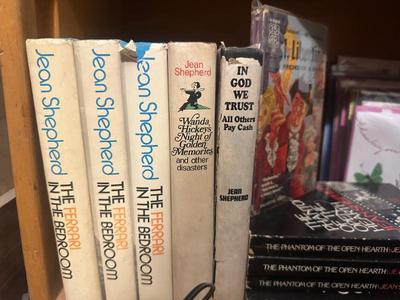 Jean Shepherd
THE FERRARI
IN THE BEDROOM
Jean Shepherd
THE FERRARI
IN THE BEDROOM
Jean Shepherd
THE FERRARI
IN THE BEDROOM
Jean
Shepherd
Wanda
Hickey's
Night of
Golden
Memories
and other
disasters
IN
GOD WE
TRUST
All Others
Pay Cash
JEAN
SHEPHERD
THE PHANTOM OF THE OPEN HEARTH
THE PHANTOM OF THE OPEN HEARTH
THE PHANTOM OF THE OPEN HEARTH